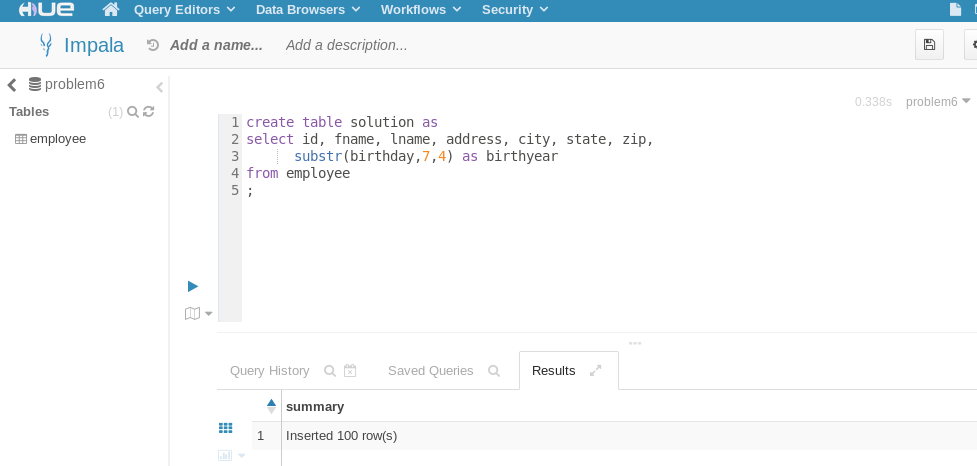 HUE Query Editors Data Browsers Workflows Security
Impala Add a name... Add a description...
problem6
Tables (1)
employee
0.338s problem6
1 create table solution as
2 select id, fname, lname, address, city, state, zip,
3 substr(birthday,7,4) as birthyear
4 from employee
5 ;
Query History Saved Queries Results
summary
1 Inserted 100 row(s)